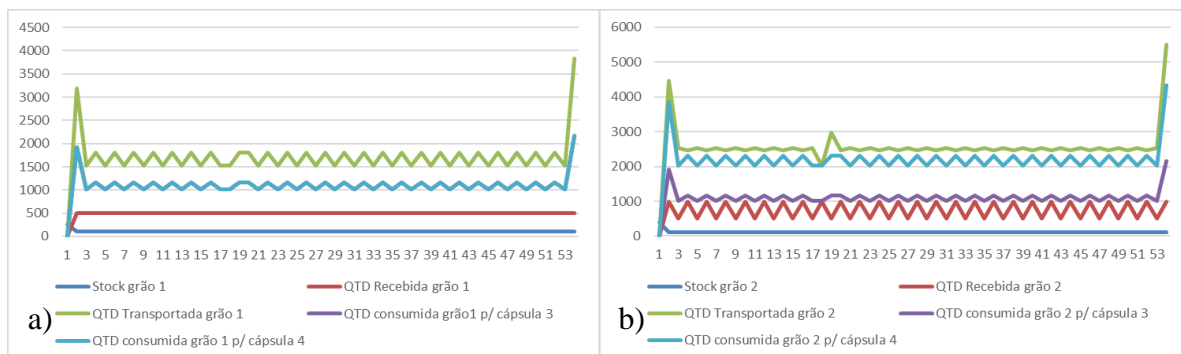 4500
4000
3500
3000
2500
2000
1500
1000
500
0
1 3 5 7 9 11 13 15 17 19 21 23 25 27 29 31 33 35 37 39 41 43 45 47 49 51 53
Stock grão 1 QTD Recebida grão 1
QTD Transportada grão 1 QTD consumida grão1 p/ cápsula 3
QTD consumida grão 1 p/ cápsula 4
a)
6000
5000
4000
3000
2000
1000
0
1 3 5 7 9 11 13 15 17 19 21 23 25 27 29 31 33 35 37 39 41 43 45 47 49 51 53
Stock grão 2 QTD Recebida grão 2
QTD Transportada grão 2 QTD consumida grão 2 p/ cápsula 3
QTD consumida grão 2 p/ cápsula 4
b)